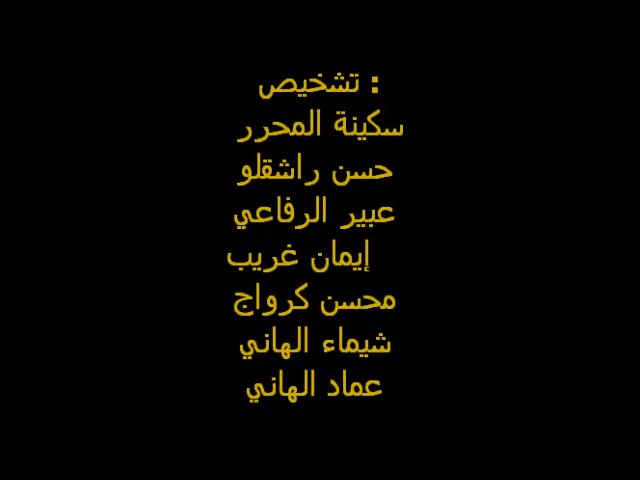 تشخيص :
سكينة المحرر
حسن راشقلو
عبير الرفاعي
إيمان غريب
محسن كرواج
شيماء الهاني
عماد الهاني